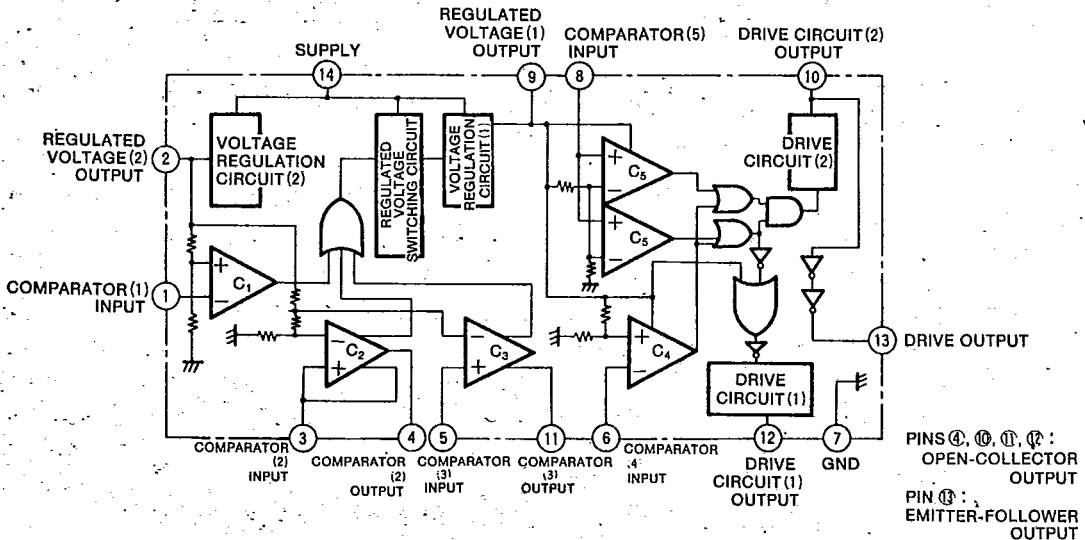 REGULATED
VOLTAGE(1)
OUTPUT
COMPARATOR(5)
INPUT
DRIVE CIRCUIT(2)
OUTPUT
SUPPLY
14
9
8
10
REGULATED
VOLTAGE(2)
OUTPUT
2
VOLTAGE
REGULATION
CIRCUIT(2)
REGULATED
VOLTAGE
SWITCHING CIRCUIT
VOLTAGE
REGULATION
CIRCUIT(1)
DRIVE
CIRCUIT(2)
+
C5
−
+
C5
−
COMPARATOR(1)
INPUT
1
+
C1
−
−
C2
+
−
C3
+
+
C4
−
13
DRIVE OUTPUT
DRIVE
CIRCUIT(1)
3
4
5
11
6
12
7
COMPARATOR
(2)
INPUT
COMPARATOR
(2)
OUTPUT
COMPARATOR
(3)
INPUT
COMPARATOR
(3)
OUTPUT
COMPARATOR
(4)
INPUT
DRIVE
CIRCUIT(1)
OUTPUT
GND
PINS ④, ⑩, ⑪, ⑫ :
OPEN-COLLECTOR
OUTPUT
PIN ⑬ :
EMITTER-FOLLOWER
OUTPUT